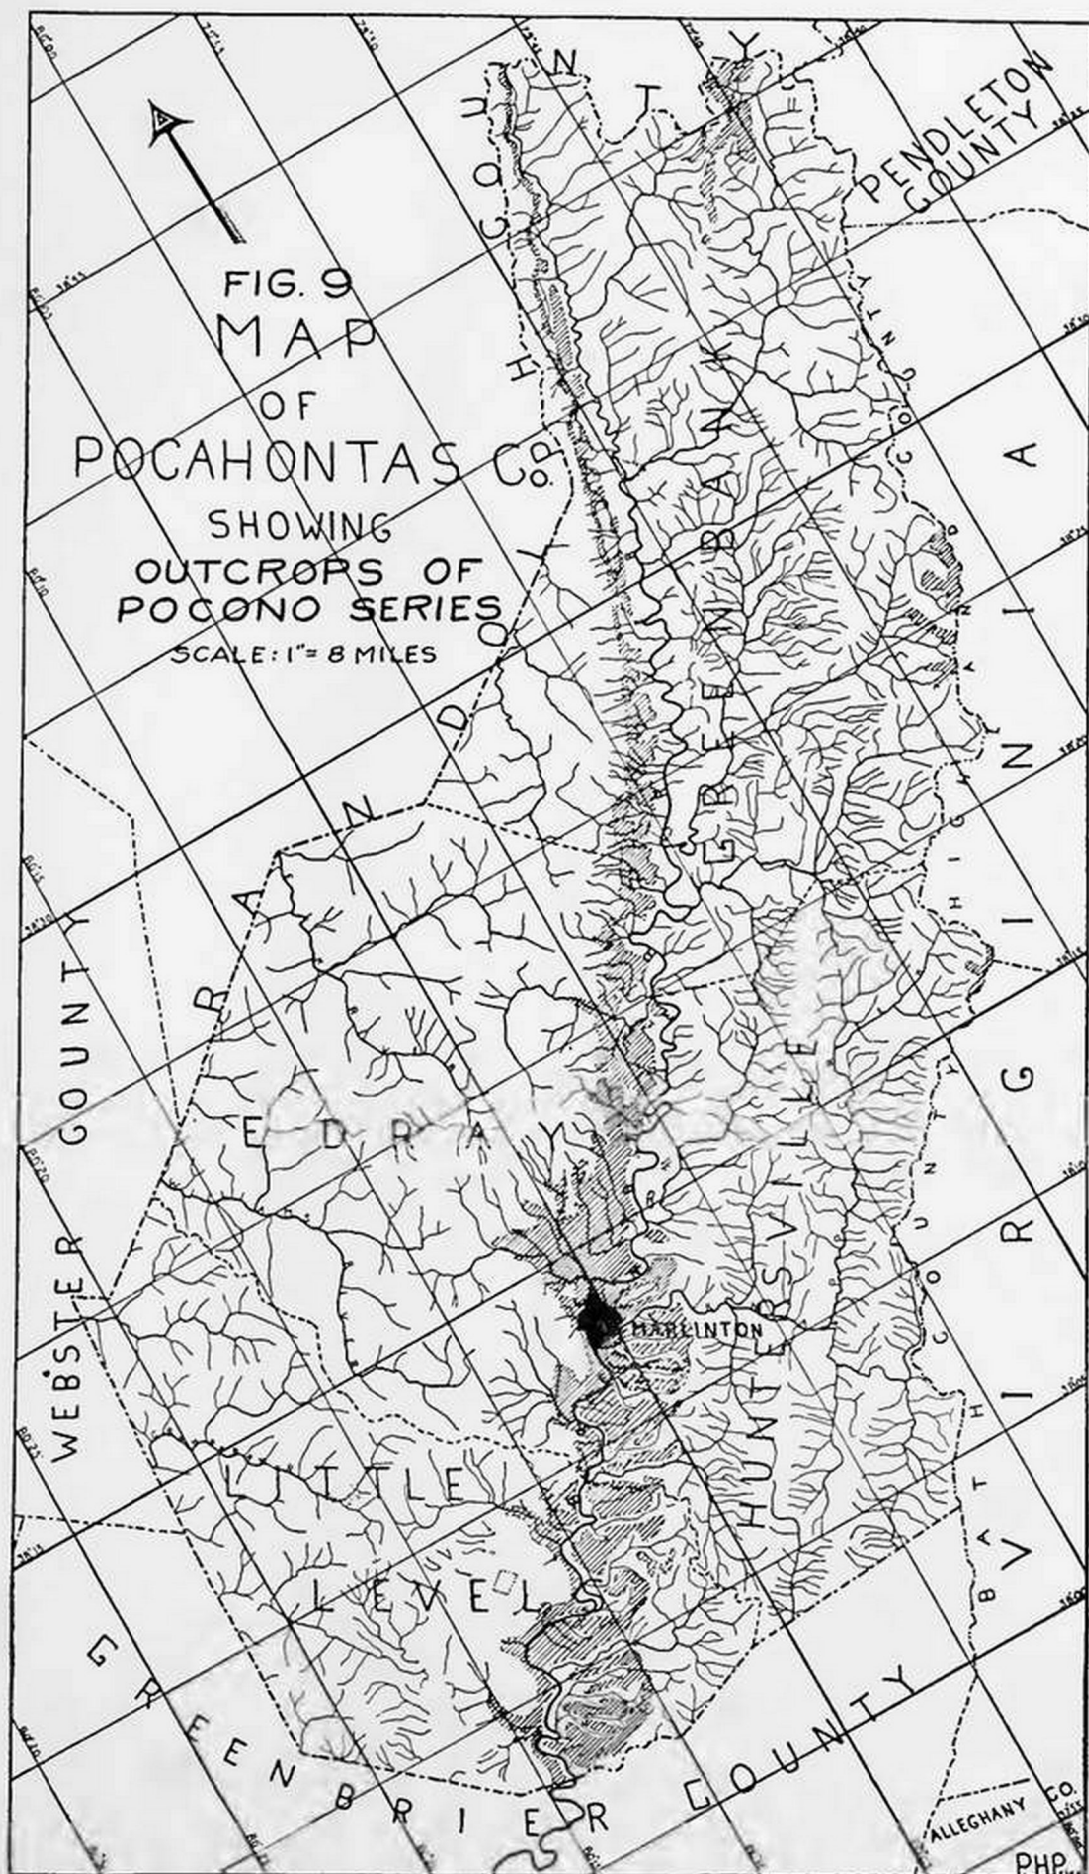 FIG. 9
MAP
OF
POCAHONTAS CO.
SHOWING
OUTCROPS OF
POCONO SERIES
SCALE: 1"= 8 MILES
RANDOLPH COUNTY
PENDLETON
COUNTY
GREENBANK
HIGHLAND COUNTY
VIRGINIA
WEBSTER COUNTY
EDRAY
HUNTERSVILLE
MARLINTON
LITTLE
LEVELS
BATH COUNTY
GREENBRIER COUNTY
ALLEGHANY CO.
PHP